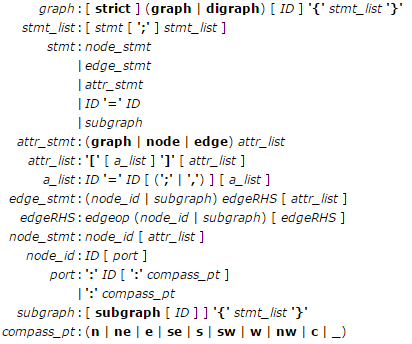 graph : [ strict ] (graph | digraph) [ ID ] '{' stmt_list '}'
stmt_list : [ stmt [ ';' ] stmt_list ]
stmt : node_stmt
| edge_stmt
| attr_stmt
| ID '=' ID
| subgraph
attr_stmt : (graph | node | edge) attr_list
attr_list : '[' [ a_list ] ']' [ attr_list ]
a_list : ID '=' ID [ (';' | ',') ] [ a_list ]
edge_stmt : (node_id | subgraph) edgeRHS [ attr_list ]
edgeRHS : edgeop (node_id | subgraph) [ edgeRHS ]
node_stmt : node_id [ attr_list ]
node_id : ID [ port ]
port : ':' ID [ ':' compass_pt ]
| ':' compass_pt
subgraph : [ subgraph [ ID ] ] '{' stmt_list '}'
compass_pt : (n | ne | e | se | s | sw | w | nw | c | _)